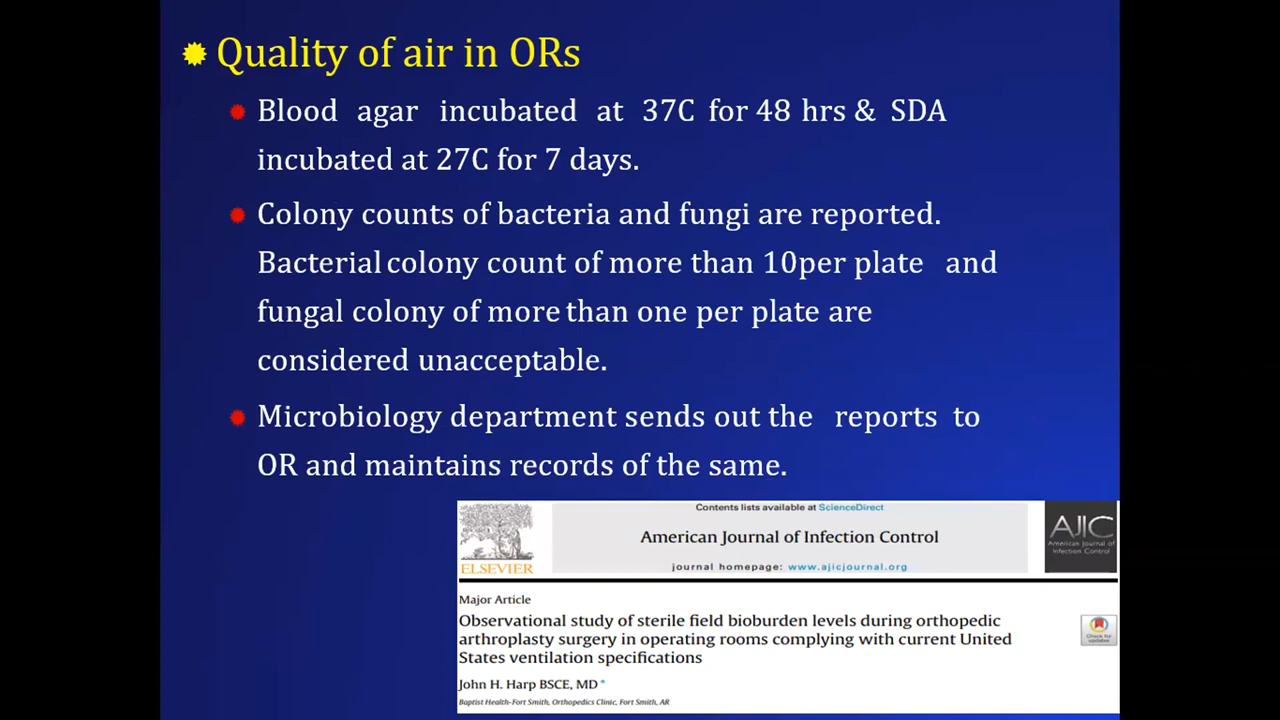 Quality of air in ORs
Blood agar incubated at 37C for 48 hrs & SDA
incubated at 27C for 7 days.
Colony counts of bacteria and fungi are reported.
Bacterial colony count of more than 10per plate and
fungal colony of more than one per plate are
considered unacceptable.
Microbiology department sends out the reports to
OR and maintains records of the same.
Contents lists available at ScienceDirect
American Journal of Infection Control
journal homepage: www.ajicjournal.org
ELSEVIER
AJIC
American Journal of
Infection Control
Major Article
Observational study of sterile field bioburden levels during orthopedic
arthroplasty surgery in operating rooms complying with current United
States ventilation specifications
Check for
updates
John H. Harp BSCE, MD *
Baptist Health-Fort Smith, Orthopedics Clinic, Fort Smith, AR